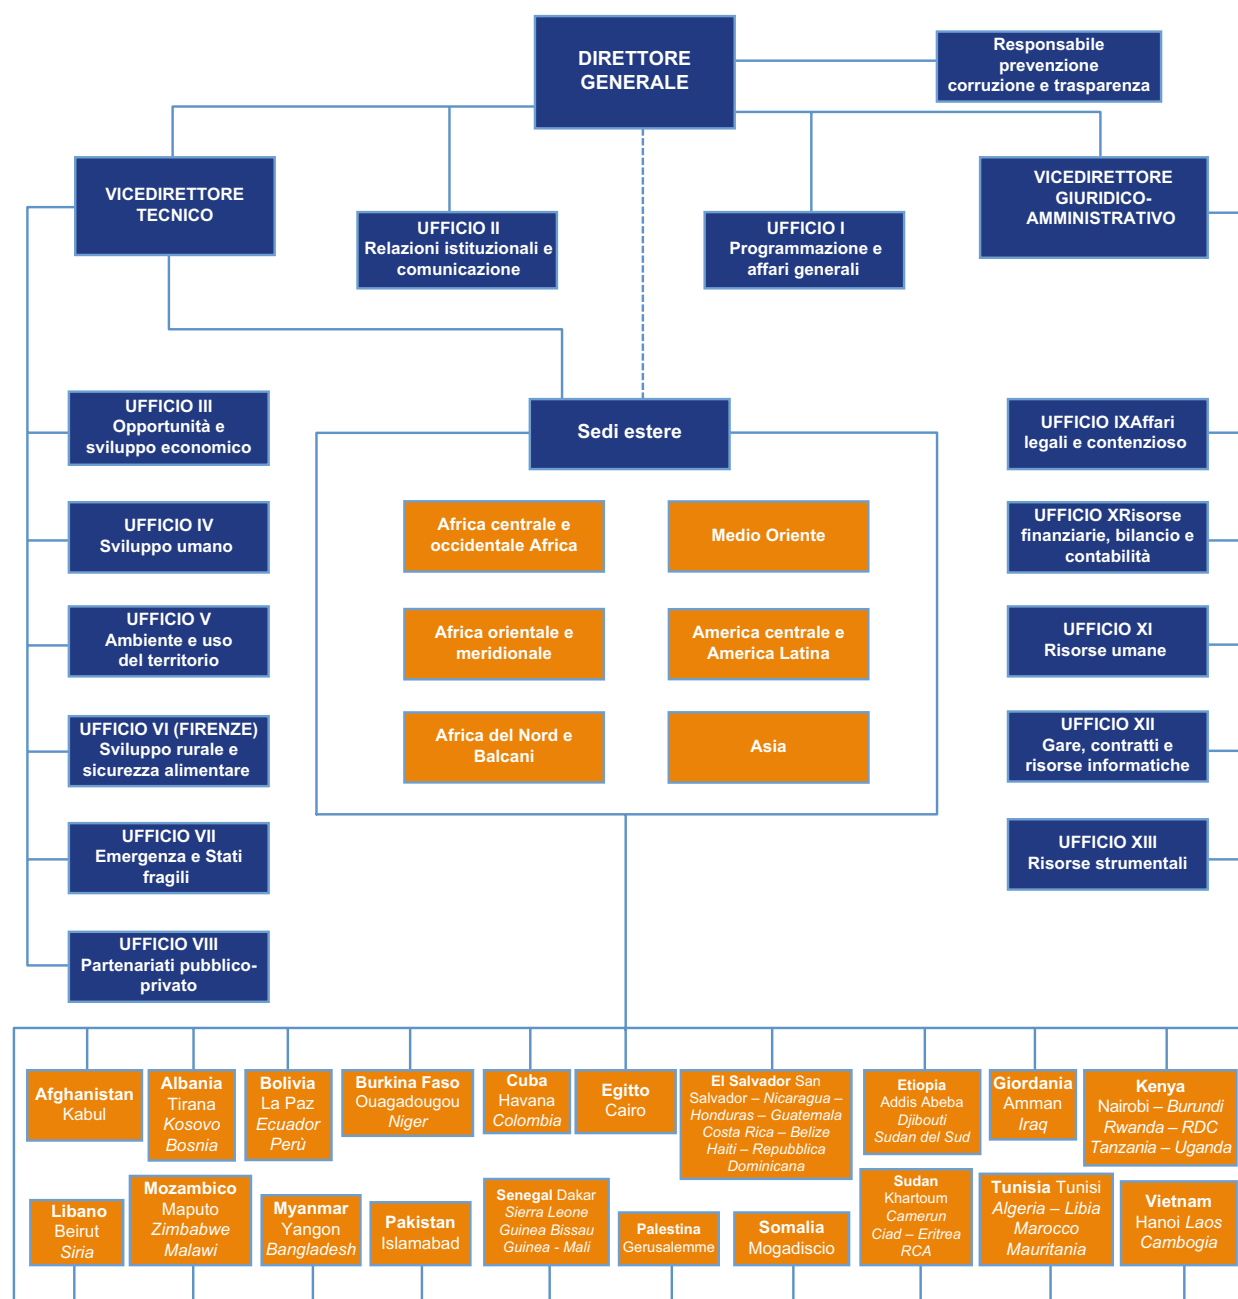 DIRETTORE
GENERALE
Responsabile
prevenzione
corruzione e trasparenza
VICEDIRETTORE
TECNICO
UFFICIO II
Relazioni istituzionali e
comunicazione
UFFICIO I
Programmazione e
affari generali
VICEDIRETTORE
GIURIDICO-
AMMINISTRATIVO
UFFICIO III
Opportunità e
sviluppo economico
UFFICIO IV
Sviluppo umano
UFFICIO V
Ambiente e uso
del territorio
UFFICIO VI (FIRENZE)
Sviluppo rurale e
sicurezza alimentare
UFFICIO VII
Emergenza e Stati
fragili
UFFICIO VIII
Partenariati pubblico-
privato
Sedi estere
Africa centrale e
occidentale Africa
Medio Oriente
Africa orientale e
meridionale
America centrale e
America Latina
Africa del Nord e
Balcani
Asia
UFFICIO IXAffari
legali e contenzioso
UFFICIO XRisorse
finanziarie, bilancio e
contabilità
UFFICIO XI
Risorse umane
UFFICIO XII
Gare, contratti e
risorse informatiche
UFFICIO XIII
Risorse strumentali
Afghanistan
Kabul
Albania
Tirana
Kosovo
Bosnia
Bolivia
La Paz
Ecuador
Perù
Burkina Faso
Ouagadougou
Niger
Cuba
Havana
Colombia
Egitto
Cairo
El Salvador San
Salvador – Nicaragua –
Honduras – Guatemala
Costa Rica – Belize
Haiti – Repubblica
Dominicana
Etiopia
Addis Abeba
Djibouti
Sudan del Sud
Giordania
Amman
Iraq
Kenya
Nairobi – Burundi
Rwanda – RDC
Tanzania – Uganda
Libano
Beirut
Siria
Mozambico
Maputo
Zimbabwe
Malawi
Myanmar
Yangon
Bangladesh
Pakistan
Islamabad
Senegal Dakar
Sierra Leone
Guinea Bissau
Guinea - Mali
Palestina
Gerusalemme
Somalia
Mogadiscio
Sudan
Khartoum
Camerun
Ciad – Eritrea
RCA
Tunisia Tunisi
Algeria – Libia
Marocco
Mauritania
Vietnam
Hanoi Laos
Cambogia